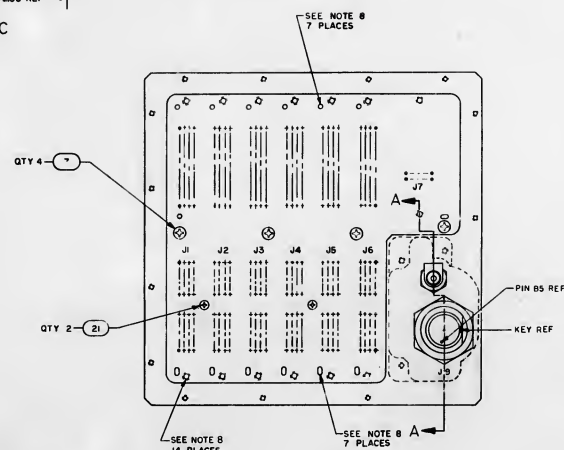 C
SEE NOTE 8
7 PLACES
QTY 4
7
J7
A
J1 J2 J3 J4 J5 J6
PIN B5 REF
QTY 2
21
KEY REF
J9
A
SEE NOTE 8
14 PLACES
SEE NOTE 8
7 PLACES